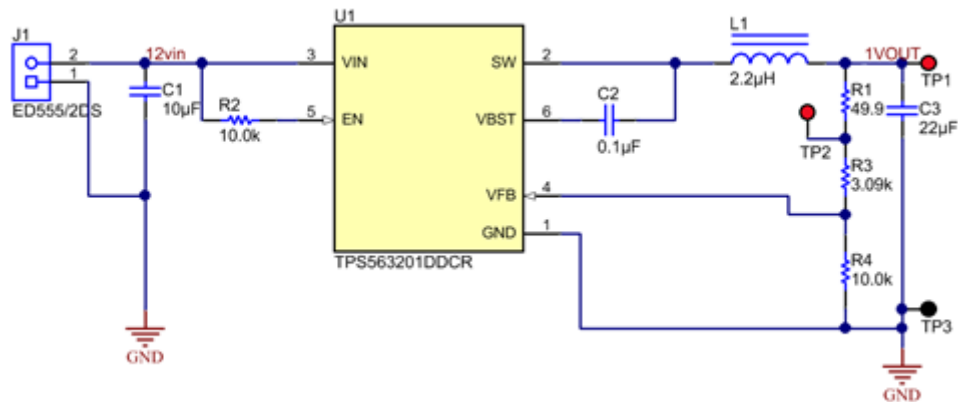 J1
2
1
ED555/2DS
12vin
C1
10µF
R2
10.0k
GND
U1
3
VIN
5
EN
SW
2
VBST
6
VFB
4
GND
1
TPS563201DDCR
C2
0.1µF
L1
2.2µH
1VOUT
TP1
R1
49.9
TP2
C3
22µF
R3
3.09k
R4
10.0k
TP3
GND